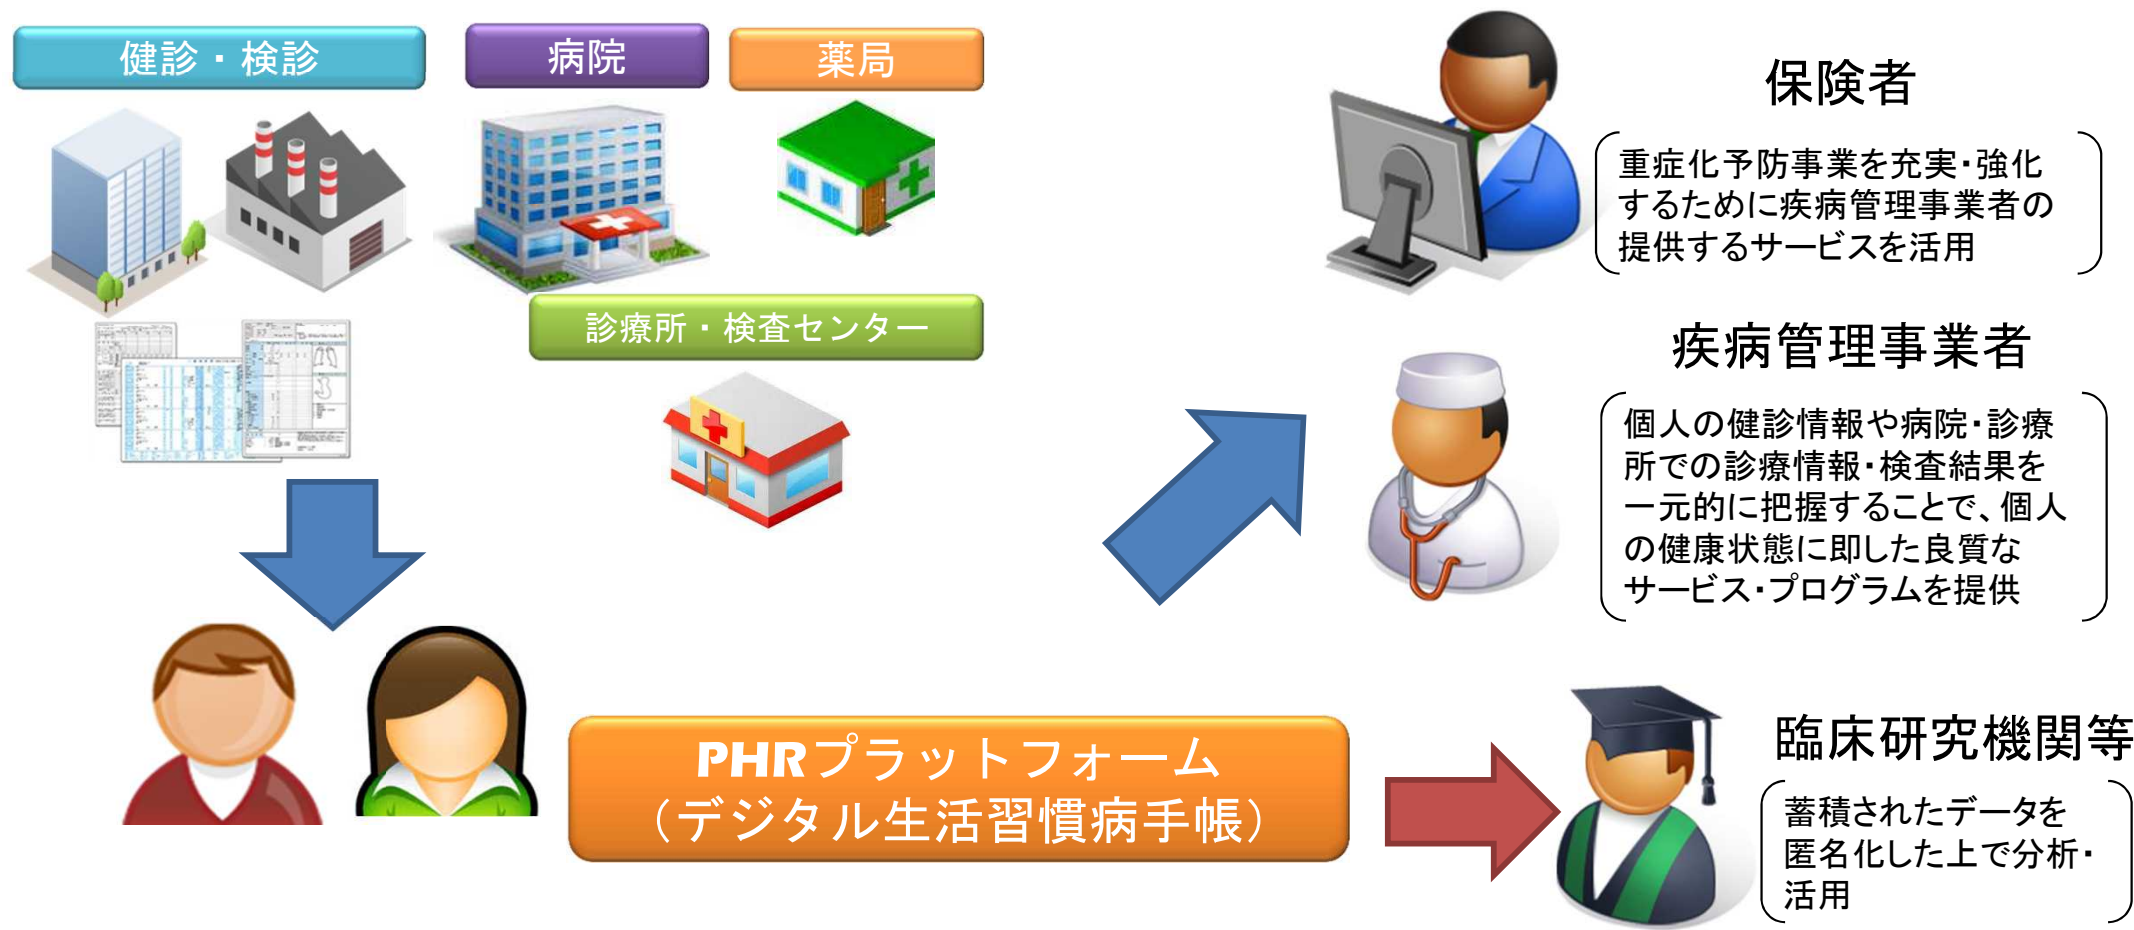 健診・検診
病院
薬局
診療所・検査センター
保険者
重症化予防事業を充実・強化
するために疾病管理事業者の
提供するサービスを活用
疾病管理事業者
個人の健診情報や病院・診療
所での診療情報・検査結果を
一元的に把握することで、個人
の健康状態に即した良質な
サービス・プログラムを提供
PHRプラットフォーム
（デジタル生活習慣病手帳）
臨床研究機関等
蓄積されたデータを
匿名化した上で分析・
活用